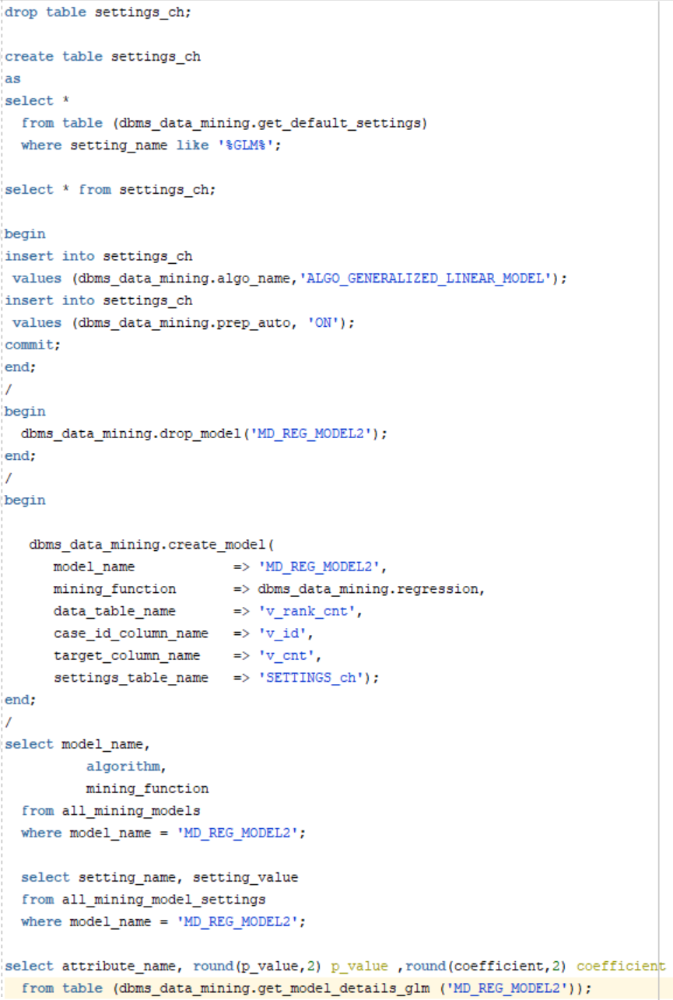 drop table settings_ch;
create table settings_ch
as
select *
from table (dbms_data_mining.get_default_settings)
where setting_name like '%GLM%';
select * from settings_ch;
begin
insert into settings_ch
values (dbms_data_mining.algo_name,'ALGO_GENERALIZED_LINEAR_MODEL');
insert into settings_ch
values (dbms_data_mining.prep_auto, 'ON');
commit;
end;
/
begin
dbms_data_mining.drop_model('MD_REG_MODEL2');
end;
/
begin
dbms_data_mining.create_model(
model_name => 'MD_REG_MODEL2',
mining_function => dbms_data_mining.regression,
data_table_name => 'v_rank_cnt',
case_id_column_name => 'v_id',
target_column_name => 'v_cnt',
settings_table_name => 'SETTINGS_ch');
end;
/
select model_name,
algorithm,
mining_function
from all_mining_models
where model_name = 'MD_REG_MODEL2';
select setting_name, setting_value
from all_mining_model_settings
where model_name = 'MD_REG_MODEL2';
select attribute_name, round(p_value,2) p_value ,round(coefficient,2) coefficient
from table (dbms_data_mining.get_model_details_glm ('MD_REG_MODEL2'));